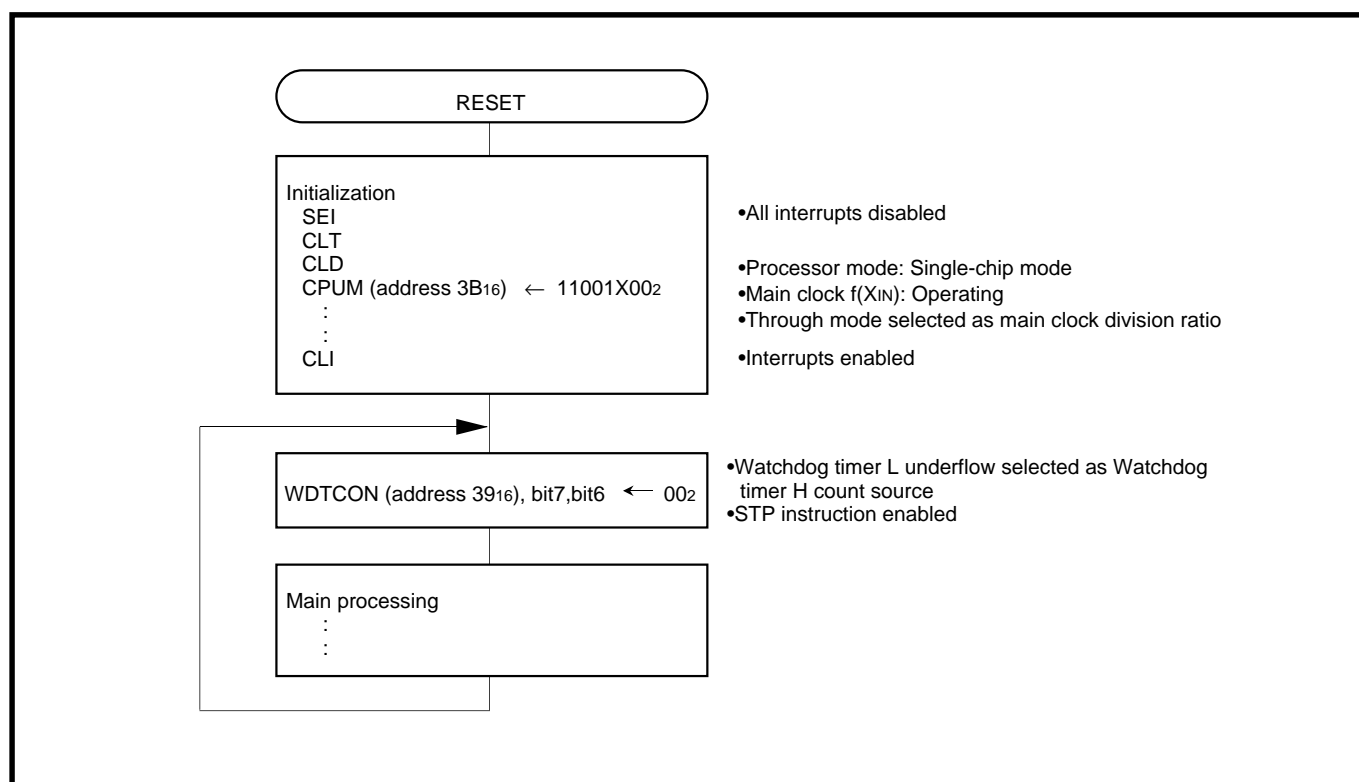 RESET
Initialization
SEI
CLT
CLD
CPUM (address 3B16) ← 11001X002
:
:
CLI
•All interrupts disabled
•Processor mode: Single-chip mode
•Main clock f(XIN): Operating
•Through mode selected as main clock division ratio
•Interrupts enabled
WDTCON (address 3916), bit7,bit6 ← 002
•Watchdog timer L underflow selected as Watchdog
timer H count source
•STP instruction enabled
Main processing
:
: